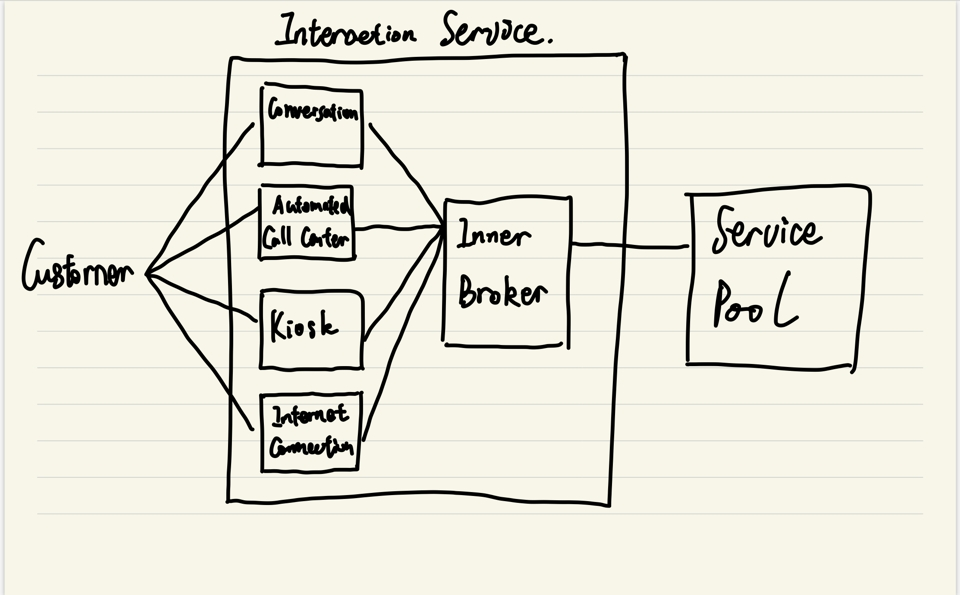 Interaction Service.
Conversation
Automated
Call Center
Customer
Kiosk
Internet
Connection
Inner
Broker
Service
Pool